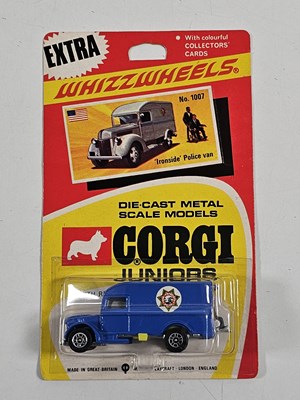 EXTRA
With colourful
COLLECTORS'
CARDS
WHIZZWHEELS®
No. 1007
'Ironside' Police van
DIE-CAST METAL
SCALE MODELS
CORGI
JUNIORS
MADE IN GREAT BRITAIN
LONDON · ENGLAND